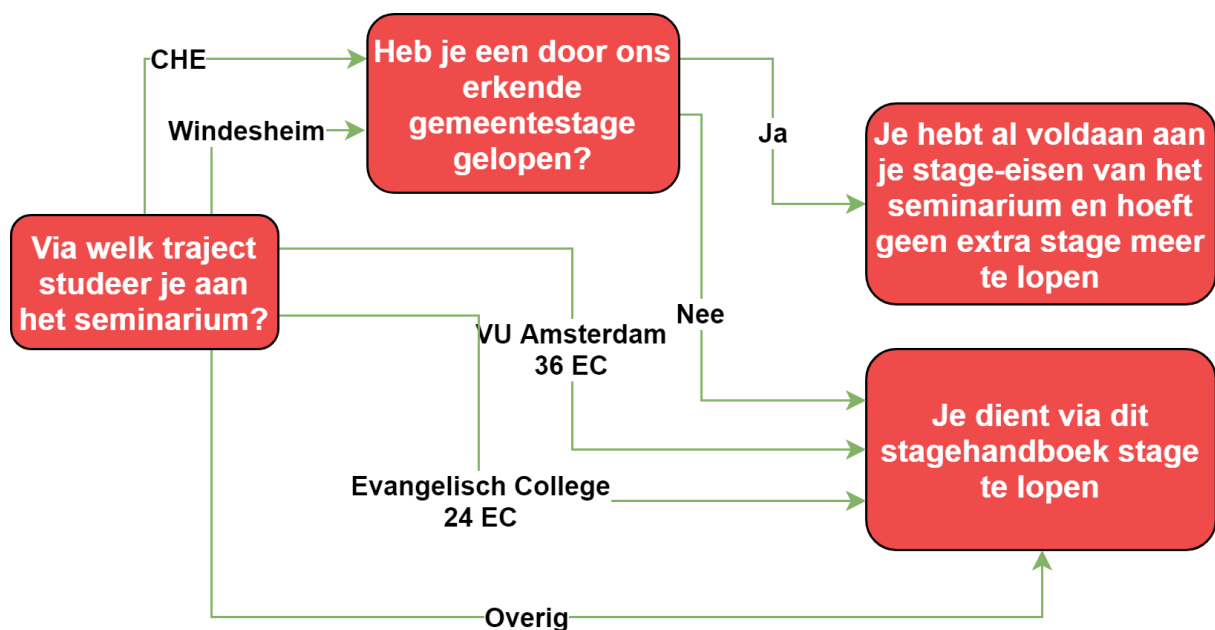 CHE
Windesheim
Heb je een door ons
erkende
gemeentestage
gelopen?
Ja
Je hebt al voldaan aan
je stage-eisen van het
seminarium en hoeft
geen extra stage meer
te lopen
Via welk traject
studeer je aan
het seminarium?
VU Amsterdam
36 EC
Nee
Evangelisch College
24 EC
Je dient via dit
stagehandboek stage
te lopen
Overig